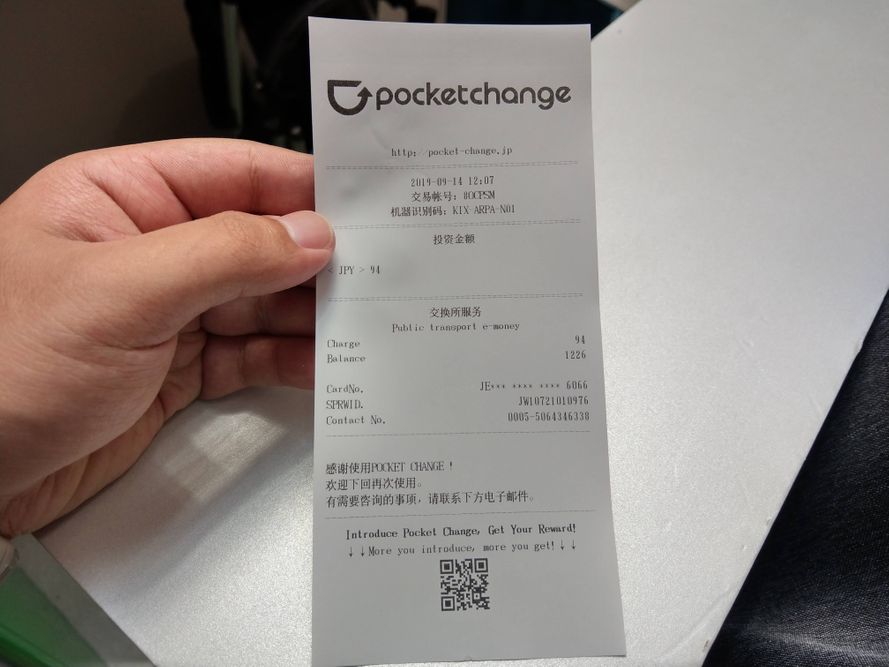 pocketchange
http://pocket-change.jp
2019-09-14 12:07
交易帐号: 80CPSM
机器识别码: KIX-ARPA-N01
投资金额
< JPY > 94
交换所服务
Public transport e-money
Charge 94
Balance 1226
CardNo. JE*** **** **** 6066
SPRWID. JW10721010976
Contact No. 0005-5064346338
感谢使用POCKET CHANGE !
欢迎下回再次使用。
有需要咨询的事项，请联系下方电子邮件。
Introduce Pocket Change, Get Your Reward!
↓↓More you introduce, more you get!↓↓